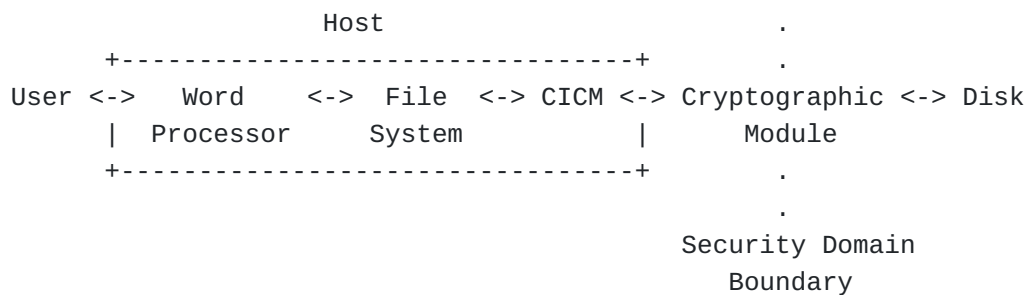 Host                          .
+----------------------------------+        .
User <->   Word     <->  File  <-> CICM <-> Cryptographic <-> Disk
|  Processor     System                |      Module
+----------------------------------+        .
.
Security Domain
Boundary